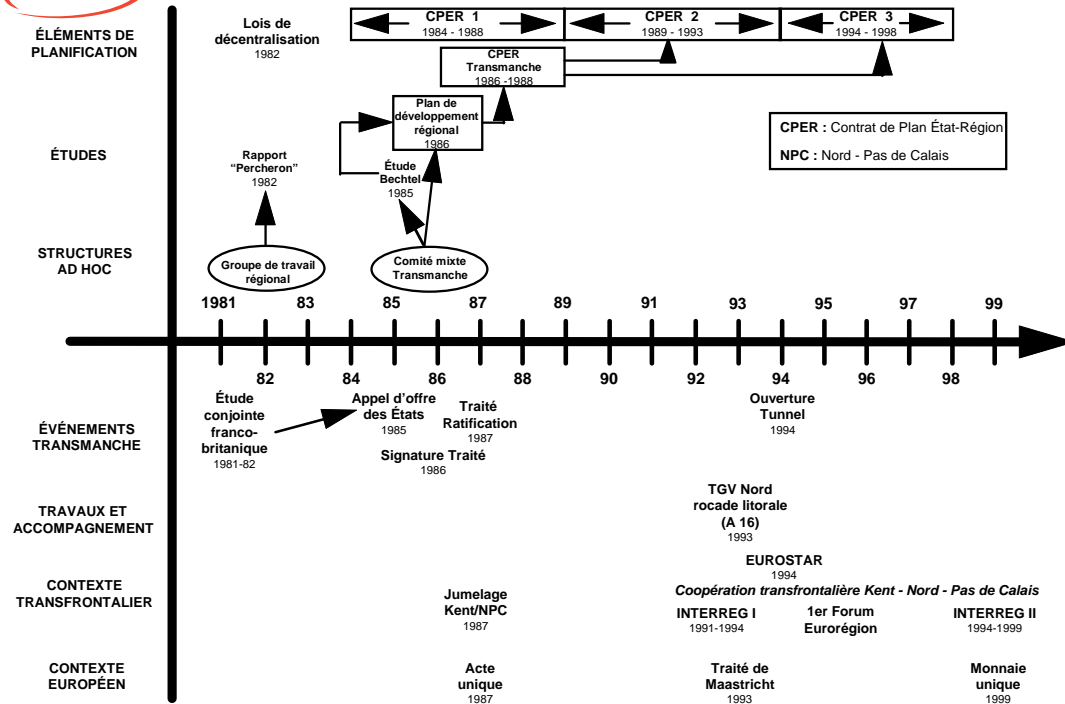 ÉLÉMENTS DE
PLANIFICATION
Lois de
décentralisation
1982
CPER 1
1984 - 1988
CPER 2
1989 - 1993
CPER 3
1994 - 1998
CPER
Transmanche
1986 -1988
Plan de
développement
régional
1986
CPER : Contrat de Plan État-Région
NPC : Nord - Pas de Calais
ÉTUDES
Rapport
“Percheron”
1982
Étude
Bechtel
1985
STRUCTURES
AD HOC
Groupe de travail
régional
Comité mixte
Transmanche
1981 83 85 87 89 91 93 95 97 99
82 84 86 88 90 92 94 96 98
ÉVÉNEMENTS
TRANSMANCHE
Étude
conjointe
franco-
britanique
1981-82
Appel d’offre
des États
1985
Signature Traité
1986
Traité
Ratification
1987
Ouverture
Tunnel
1994
TRAVAUX ET
ACCOMPAGNEMENT
TGV Nord
rocade litorale
(A 16)
1993
EUROSTAR
1994
CONTEXTE
TRANSFRONTALIER
Jumelage
Kent/NPC
1987
Coopération transfrontalière Kent - Nord - Pas de Calais
INTERREG I
1991-1994
1er Forum
Eurorégion
INTERREG II
1994-1999
CONTEXTE
EUROPÉEN
Acte
unique
1987
Traité de
Maastricht
1993
Monnaie
unique
1999